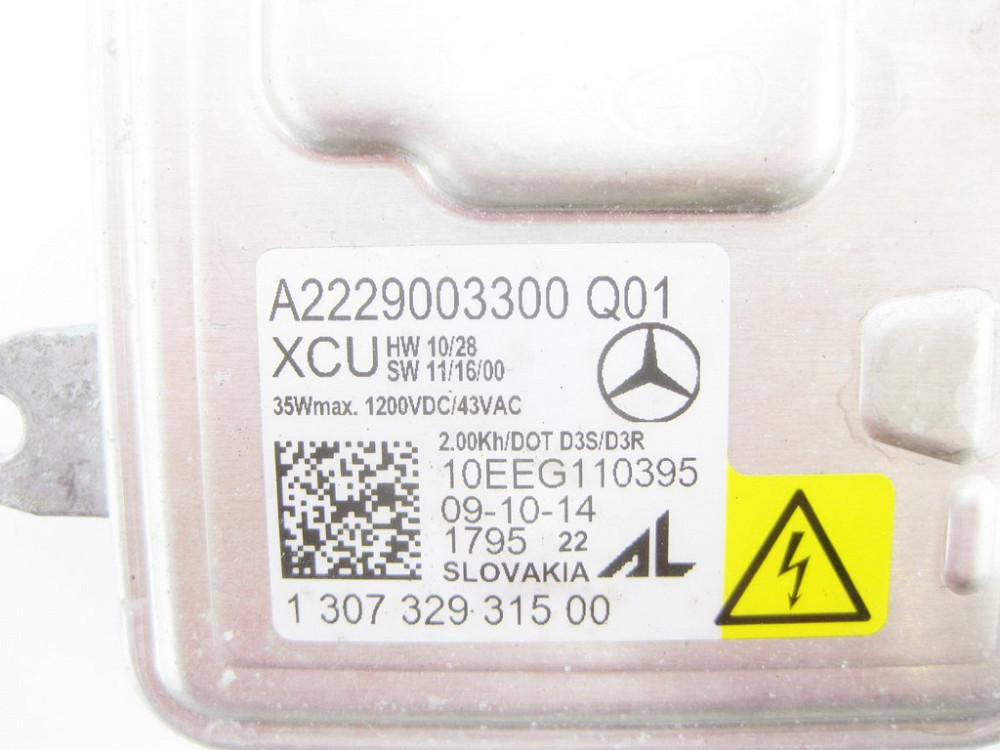 A2229003300 Q01
XCU HW 10/28
SW 11/16/00
35Wmax. 1200VDC/43VAC
2.00Kh/DOT D3S/D3R
10EEG110395
09-10-14
1795 22
SLOVAKIA AL
1 307 329 315 00